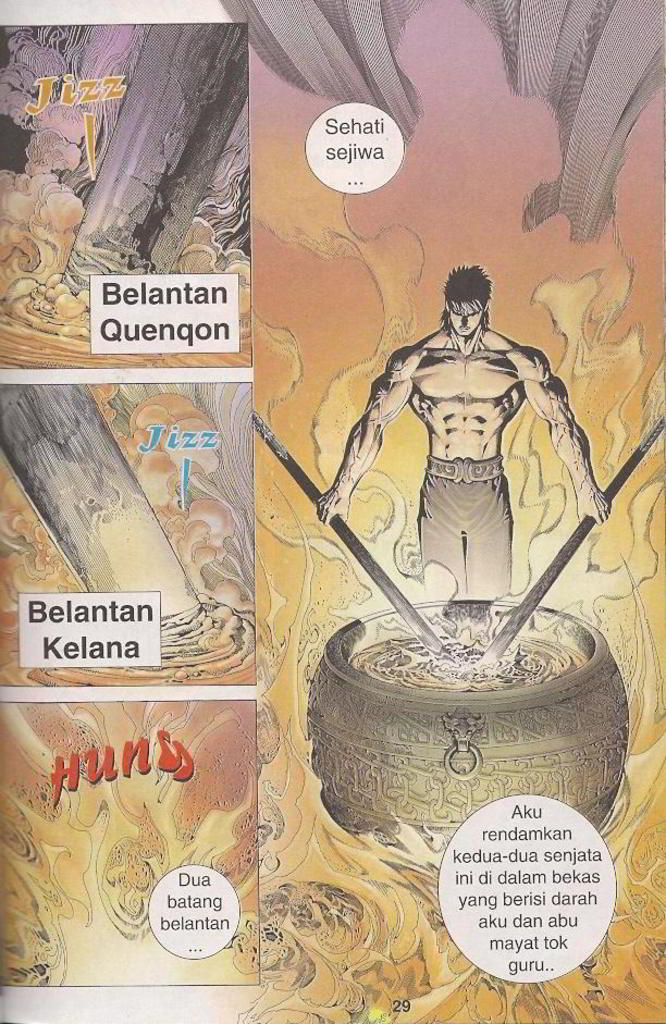 Jizz
Belantan
Quenqon
Jizz
Belantan
Kelana
HUNG
Dua
batang
belantan
...
Sehati
sejiwa
...
Aku
rendamkan
kedua-dua senjata
ini di dalam bekas
yang berisi darah
aku dan abu
mayat tok
guru..
29